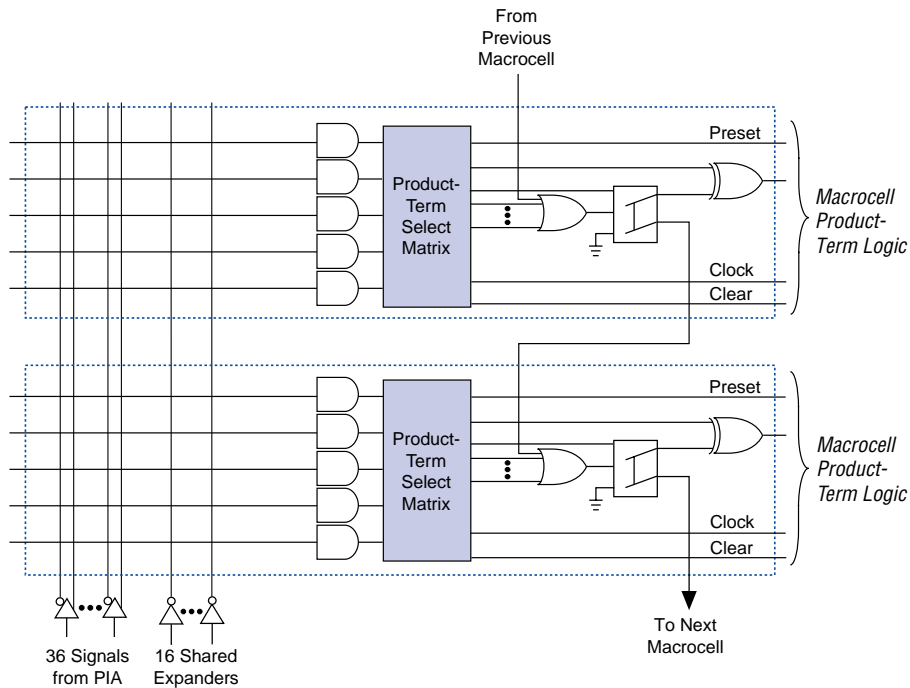 From
Previous
Macrocell
Preset
Product-
Term
Select
Matrix
Macrocell
Product-
Term Logic
Clock
Clear
Preset
Product-
Term
Select
Matrix
Macrocell
Product-
Term Logic
Clock
Clear
To Next
Macrocell
36 Signals
from PIA
16 Shared
Expanders